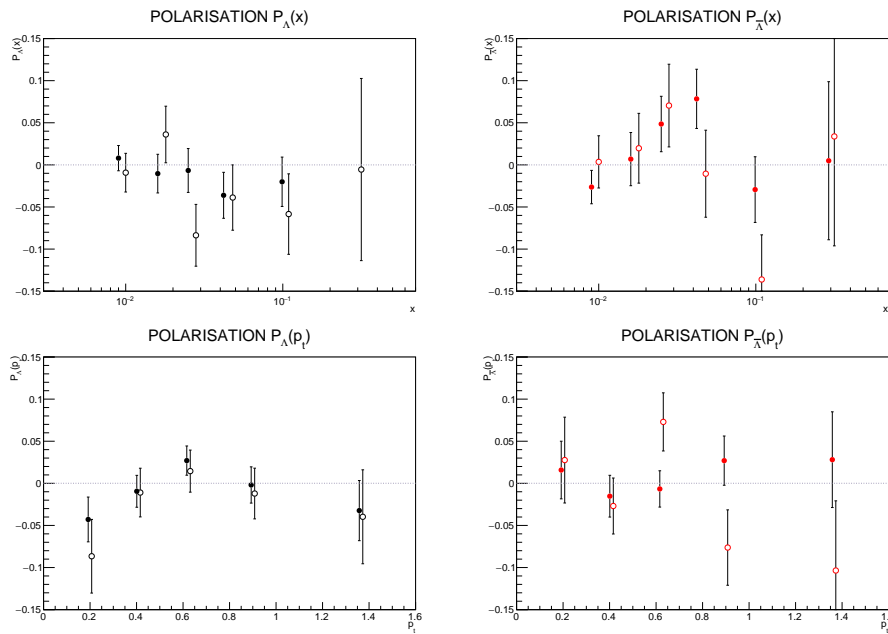 POLARISATION P_Λ(x)
P_Λ(x)
0.15
0.1
0.05
0
−0.05
−0.1
−0.15
10⁻²
10⁻¹
x
POLARISATION P_Λ̅(x)
P_Λ̅(x)
0.15
0.1
0.05
0
−0.05
−0.1
−0.15
10⁻²
10⁻¹
x
POLARISATION P_Λ(p_t)
P_Λ(p)
0.15
0.1
0.05
0
−0.05
−0.1
−0.15
0 0.2 0.4 0.6 0.8 1 1.2 1.4 1.6
p_t
POLARISATION P_Λ̅(p_t)
P_Λ̅(p)
0.15
0.1
0.05
0
−0.05
−0.1
−0.15
0 0.2 0.4 0.6 0.8 1 1.2 1.4 1.6
p_t